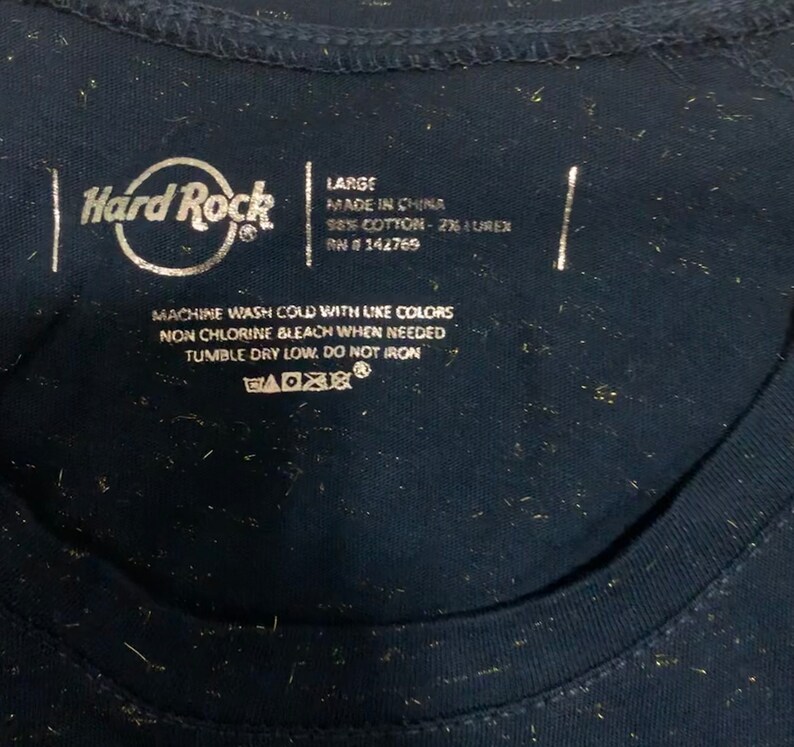 Hard Rock®
LARGE
MADE IN CHINA
98% COTTON - 2% LUREX
RN # 142769
MACHINE WASH COLD WITH LIKE COLORS
NON CHLORINE BLEACH WHEN NEEDED
TUMBLE DRY LOW. DO NOT IRON
®